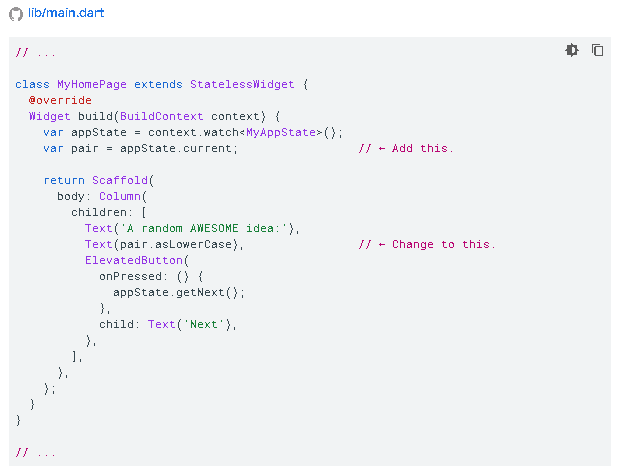 lib/main.dart
// ...
class MyHomePage extends StatelessWidget {
  @override
  Widget build(BuildContext context) {
    var appState = context.watch<MyAppState>();
    var pair = appState.current;                 // ← Add this.
    return Scaffold(
      body: Column(
        children: [
          Text('A random AWESOME idea:'),
          Text(pair.asLowerCase),                // ← Change to this.
          ElevatedButton(
            onPressed: () {
              appState.getNext();
            },
            child: Text('Next'),
          ),
        ],
      ),
    );
  }
}
// ...